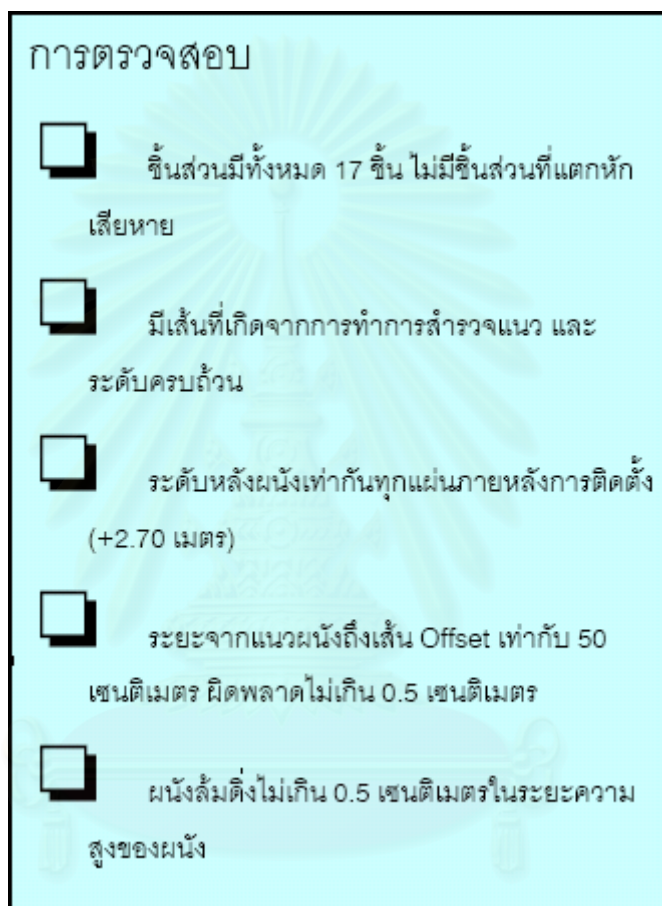 การตรวจสอบ
ชิ้นส่วนมีทั้งหมด 17 ชิ้น ไม่มีชิ้นส่วนที่แตกหัก
เสียหาย
มีเส้นที่เกิดจากการทำการสำรวจแนว และ
ระดับครบถ้วน
ระดับหลังผนังเท่ากันทุกแผ่นภายหลังการติดตั้ง
(+2.70 เมตร)
ระยะจากแนวผนังถึงเส้น Offset เท่ากับ 50
เซนติเมตร ผิดพลาดไม่เกิน 0.5 เซนติเมตร
ผนังล้มดิ่งไม่เกิน 0.5 เซนติเมตรในระยะความ
สูงของผนัง